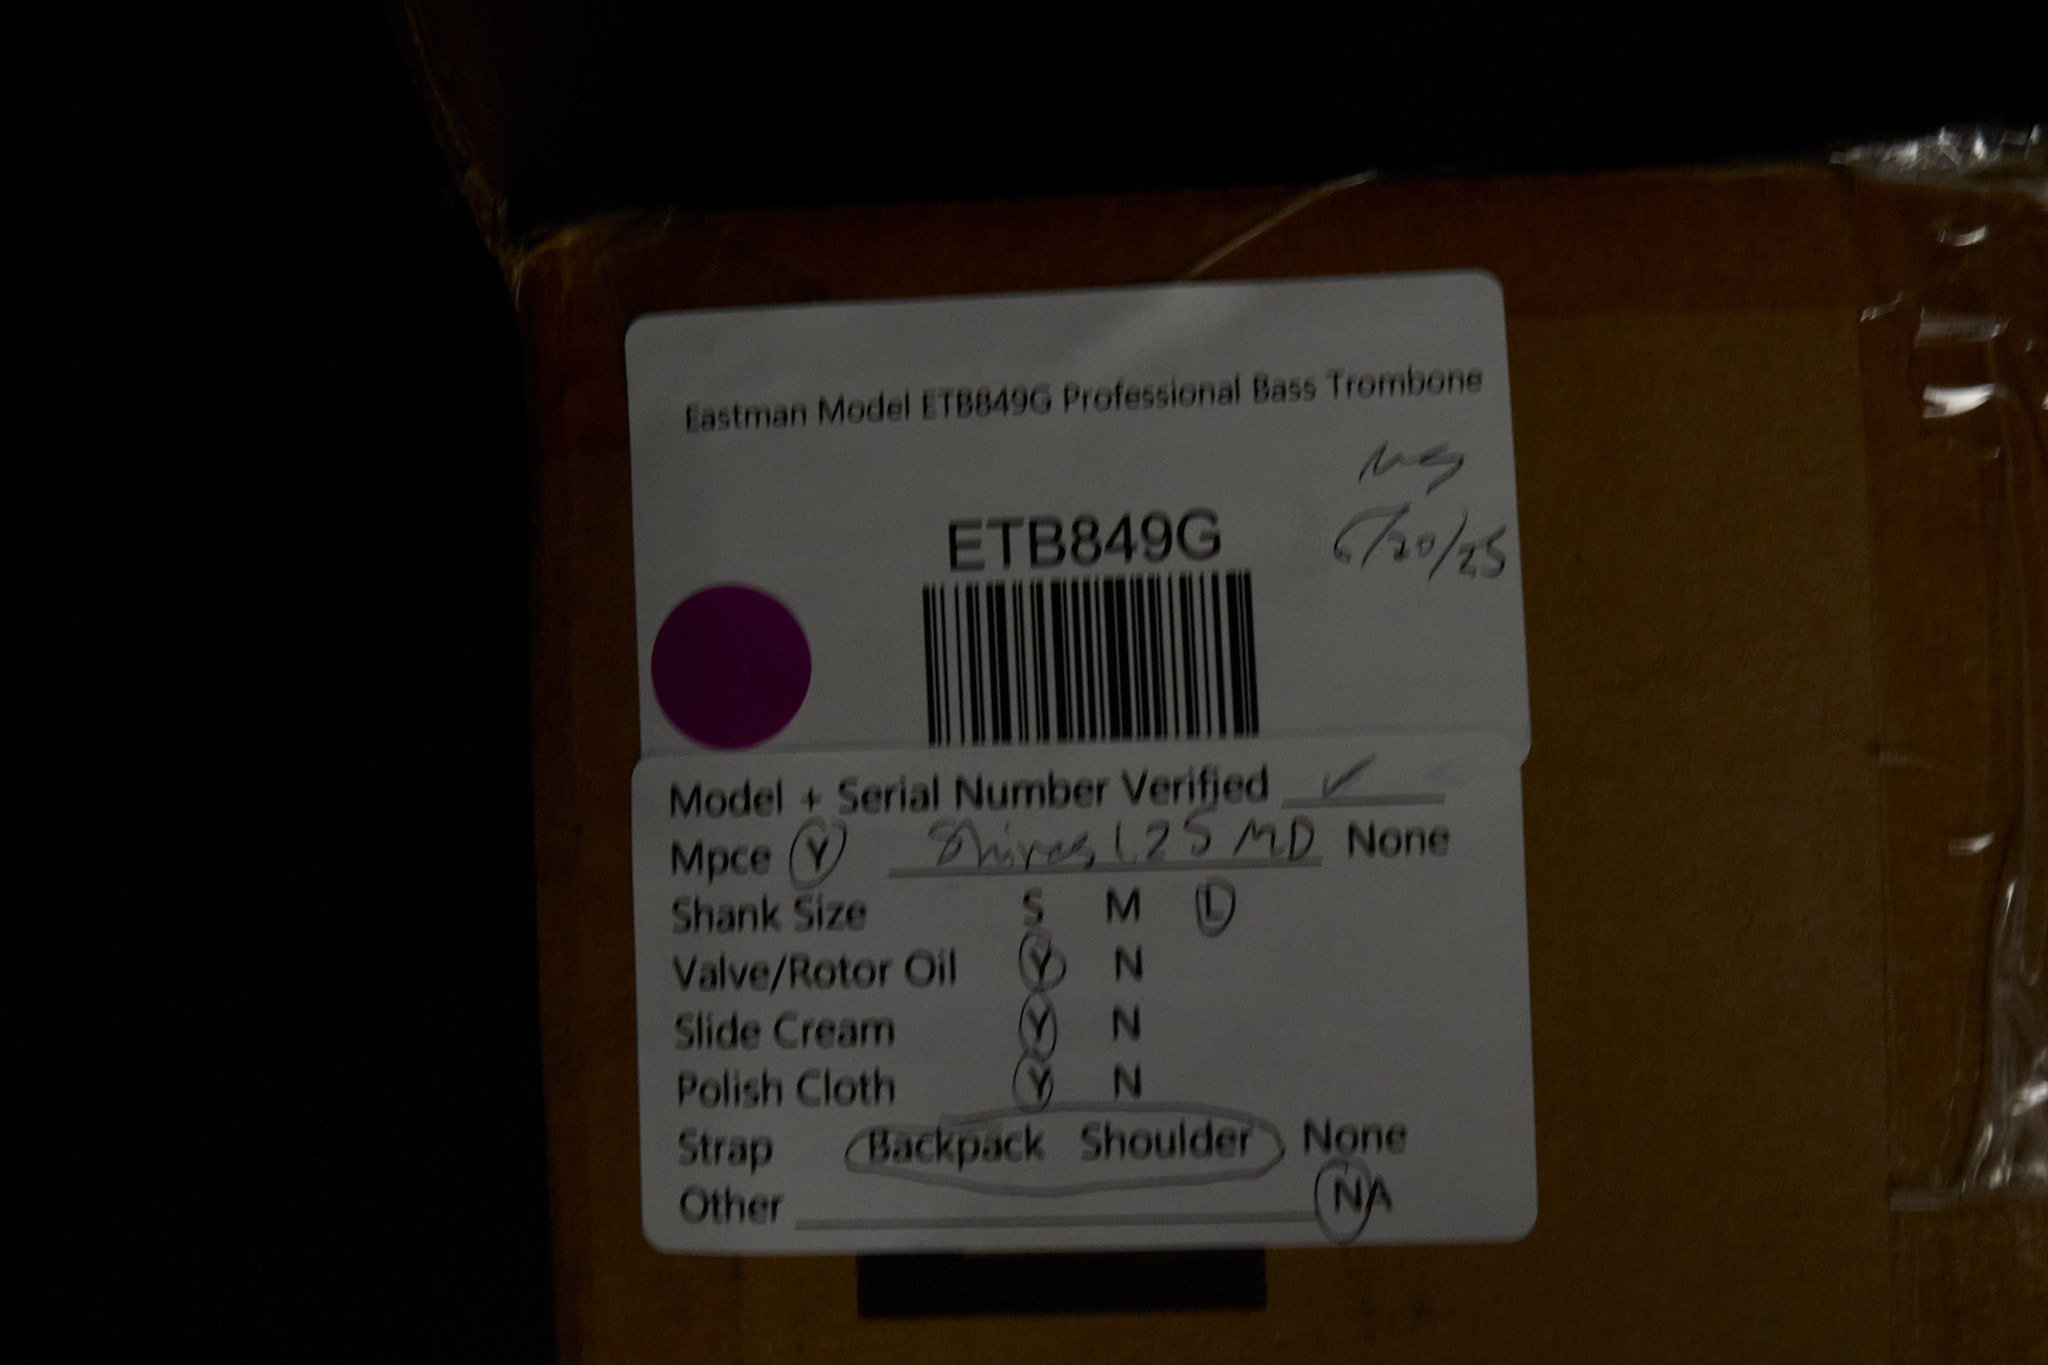 Eastman Model ETB849G Professional Bass Trombone
ETB849G
6/20/25
Model + Serial Number Verified ✓
Mpce Y Shires 1.25 MD None
Shank Size S M L
Valve/Rotor Oil Y N
Slide Cream Y N
Polish Cloth Y N
Strap Backpack Shoulder None
Other NA